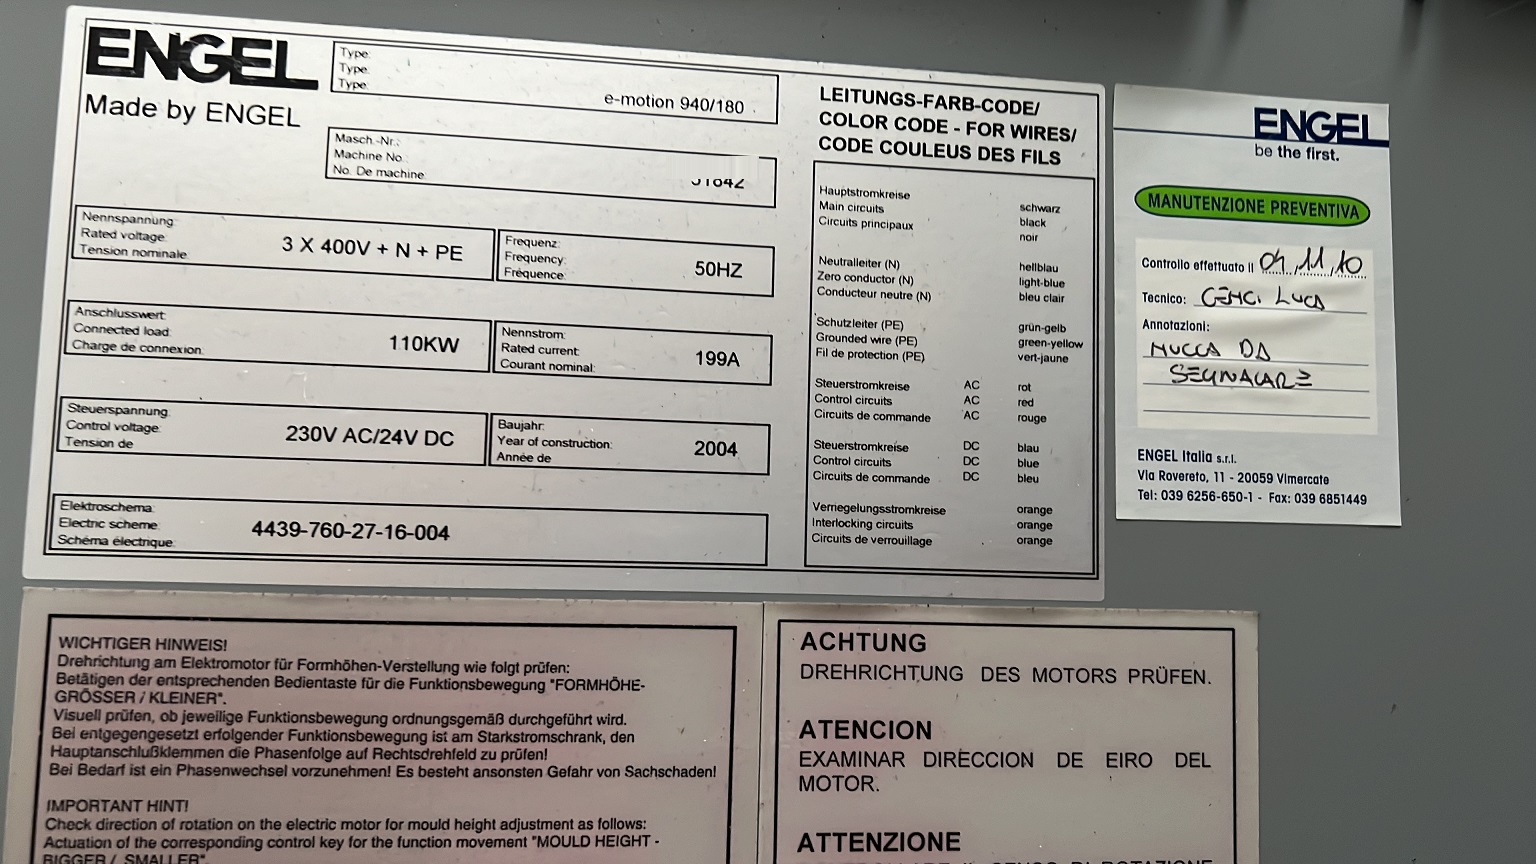 ENGEL
Made by ENGEL
Type:
Type:
Type:
e-motion 940/180
Masch.-Nr.:
Machine No.
No. De machine
Nennspannung:
Rated voltage:
Tension nominale:
3 X 400V + N + PE
Frequenz:
Frequency:
Fréquence:
50HZ
Anschlusswert:
Connected load:
Charge de connexion:
110KW
Nennstrom:
Rated current:
Courant nominal:
199A
Steuerspannung
Control voltage:
Tension de
230V AC/24V DC
Baujahr:
Year of construction:
Année de
2004
Elektroschema:
Electric scheme:
Schéma électrique:
4439-760-27-16-004
LEITUNGS-FARB-CODE/
COLOR CODE - FOR WIRES/
CODE COULEUS DES FILS
Hauptstromkreise schwarz
Main circuits black
Circuits principaux noir
Neutralleiter (N) hellblau
Zero conductor (N) light-blue
Conducteur neutre (N) bleu clair
Schutzleiter (PE) grün-gelb
Grounded wire (PE) green-yellow
Fil de protection (PE) vert-jaune
Steuerstromkreise AC rot
Control circuits AC red
Circuits de commande AC rouge
Steuerstromkreise DC blau
Control circuits DC blue
Circuits de commande DC bleu
Verriegelungsstromkreise orange
Interlocking circuits orange
Circuits de verrouillage orange
ENGEL
be the first.
MANUTENZIONE PREVENTIVA
Controllo effettuato il 04.11.10
Tecnico: LUCA
Annotazioni:
NULLA DA
SEGNALARE
ENGEL Italia s.r.l.
Via Rovereto, 11 - 20059 Vimercate
Tel: 039 6256-650-1 - Fax: 039 6851449
WICHTIGER HINWEIS!
Drehrichtung am Elektromotor für Formhöhen-Verstellung wie folgt prüfen:
Betätigen der entsprechenden Bedientaste für die Funktionsbewegung "FORMHÖHE-
GRÖSSER / KLEINER".
Visuell prüfen, ob jeweilige Funktionsbewegung ordnungsgemäß durchgeführt wird.
Bei entgegengesetzt erfolgender Funktionsbewegung ist am Starkstromschrank, den
Hauptanschlußklemmen die Phasenfolge auf Rechtsdrehfeld zu prüfen!
Bei Bedarf ist ein Phasenwechsel vorzunehmen! Es besteht ansonsten Gefahr von Sachschaden!
IMPORTANT HINT!
Check direction of rotation on the electric motor for mould height adjustment as follows:
Actuation of the corresponding control key for the function movement "MOULD HEIGHT -
BIGGER / SMALLER".
ACHTUNG
DREHRICHTUNG DES MOTORS PRÜFEN.
ATENCION
EXAMINAR DIRECCION DE EIRO DEL
MOTOR.
ATTENZIONE